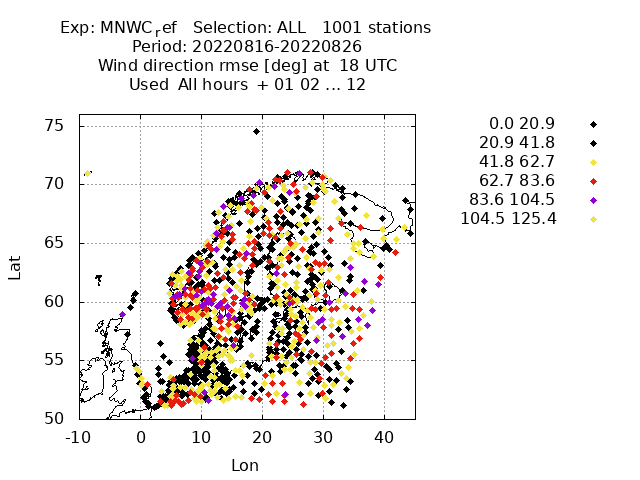 Exp: MNWCref   Selection: ALL   1001 stations
Period: 20220816-20220826
Wind direction rmse [deg] at  18 UTC
Used  All hours  + 01 02 ... 12
0.0 20.9
20.9 41.8
41.8 62.7
62.7 83.6
83.6 104.5
104.5 125.4
75
70
65
60
55
50
Lat
-10 0 10 20 30 40
Lon